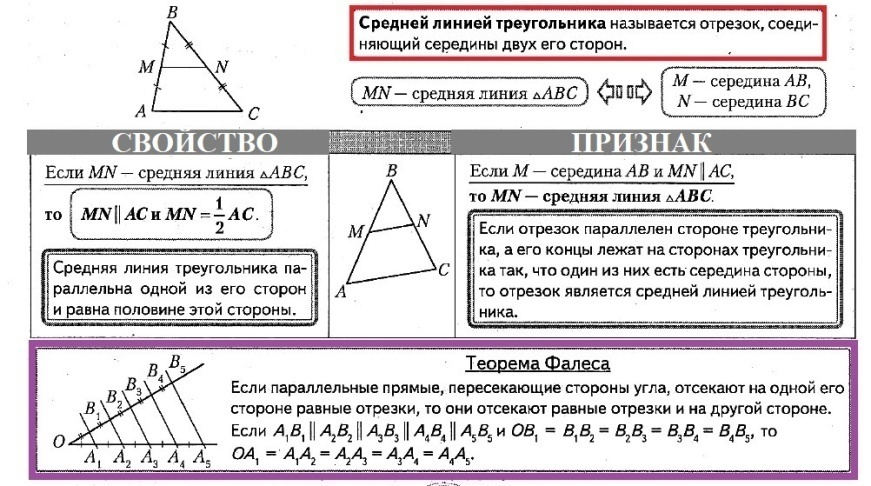 B
M
N
A
C
Средней линией треугольника называется отрезок, соеди-
няющий середины двух его сторон.
MN — средняя линия △ABC
M — середина AB,
N — середина BC
СВОЙСТВО
ПРИЗНАК
Если MN — средняя линия △ABC,
то MN ∥ AC и MN = 1/2 AC.
Средняя линия треугольника па-
раллельна одной из его сторон
и равна половине этой стороны.
B
M
N
A
C
Если M — середина AB и MN ∥ AC,
то MN — средняя линия △ABC.
Если отрезок параллелен стороне треугольни-
ка, а его концы лежат на сторонах треугольни-
ка так, что один из них есть середина стороны,
то отрезок является средней линией треуголь-
ника.
B₁ B₂ B₃ B₄ B₅
O
A₁ A₂ A₃ A₄ A₅
Теорема Фалеса
Если параллельные прямые, пересекающие стороны угла, отсекают на одной его
стороне равные отрезки, то они отсекают равные отрезки и на другой стороне.
Если A₁B₁ ∥ A₂B₂ ∥ A₃B₃ ∥ A₄B₄ ∥ A₅B₅ и OB₁ = B₁B₂ = B₂B₃ = B₃B₄ = B₄B₅, то
OA₁ = A₁A₂ = A₂A₃ = A₃A₄ = A₄A₅.